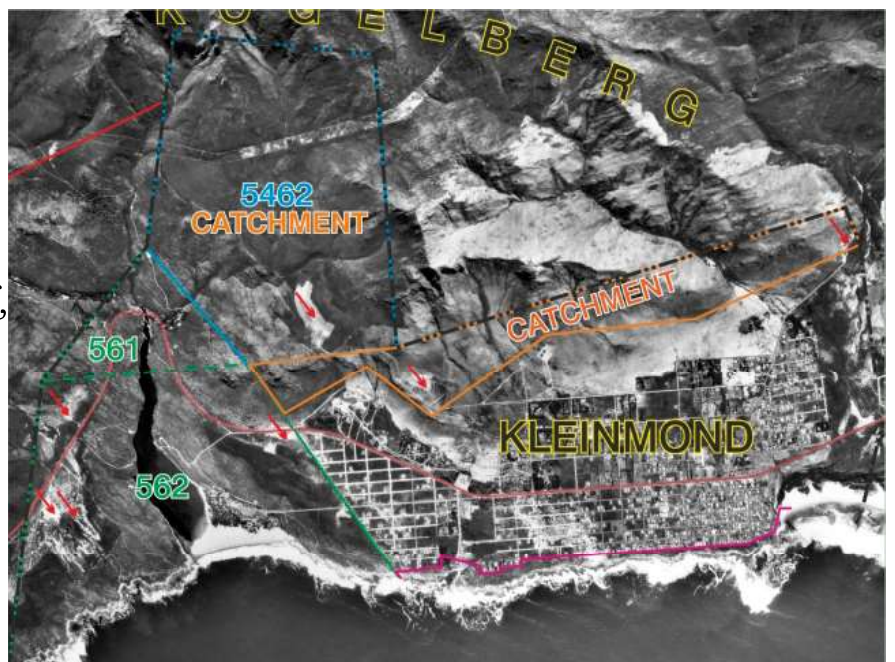 KOGELBERG
5462
CATCHMENT
CATCHMENT
561
KLEINMOND
562